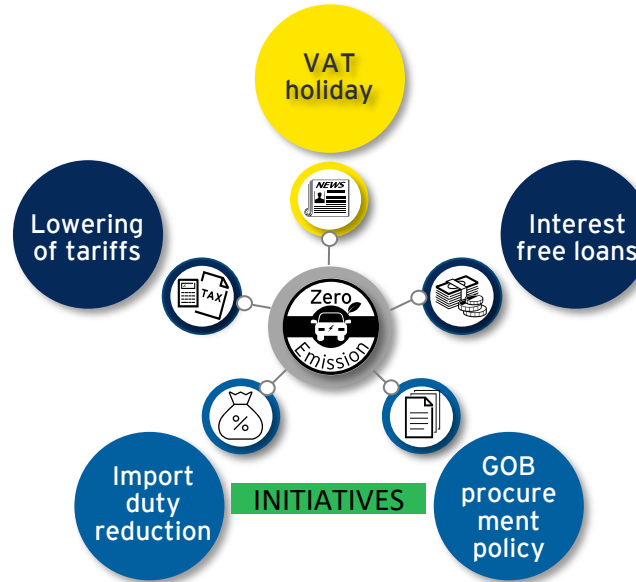 VAT
holiday
NEWS
Lowering
of tariffs
Interest
free loans
TAX
Zero
Emission
%
Import
duty
reduction
INITIATIVES
GOB
procure
ment
policy